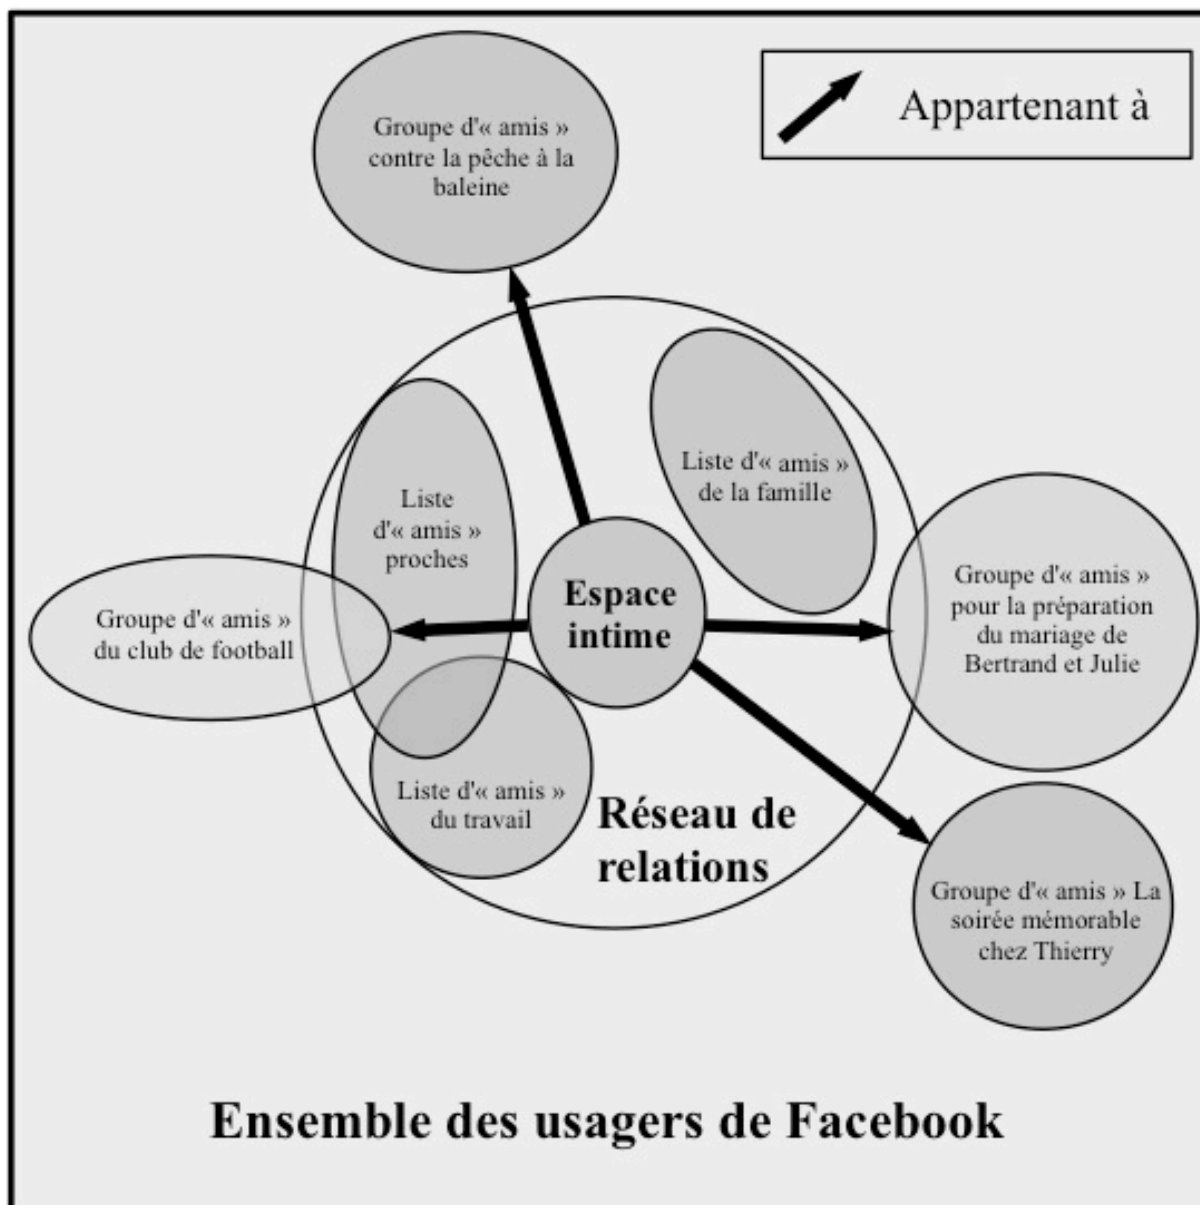 Appartenant à
Groupe d'« amis »
contre la pêche à la
baleine
Liste d'« amis »
de la famille
Liste
d'« amis »
proches
Espace
intime
Groupe d'« amis »
pour la préparation
du mariage de
Bertrand et Julie
Groupe d'« amis »
du club de football
Liste d'« amis »
du travail
Réseau de
relations
Groupe d'« amis » La
soirée mémorable
chez Thierry
Ensemble des usagers de Facebook